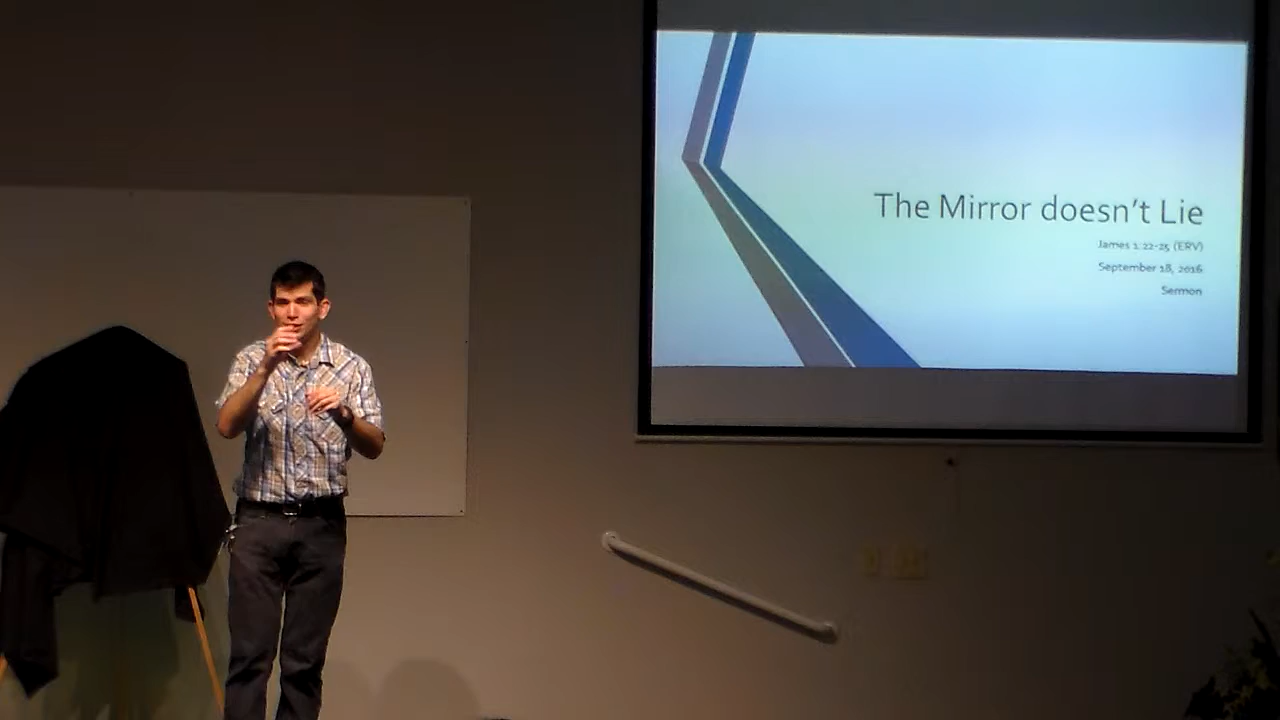 The Mirror doesn't Lie
James 1:22-25 (ERV)
September 18, 2016
Sermon